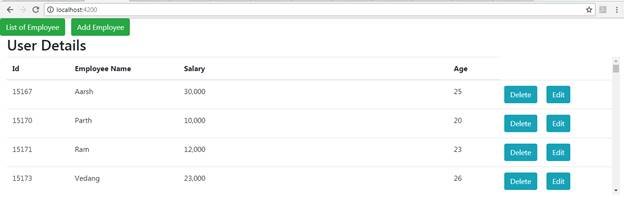 localhost:4200
List of Employee Add Employee
User Details
Id Employee Name Salary Age
15167 Aarsh 30,000 25 Delete Edit
15170 Parth 10,000 20 Delete Edit
15171 Ram 12,000 23 Delete Edit
15173 Vedang 23,000 26 Delete Edit